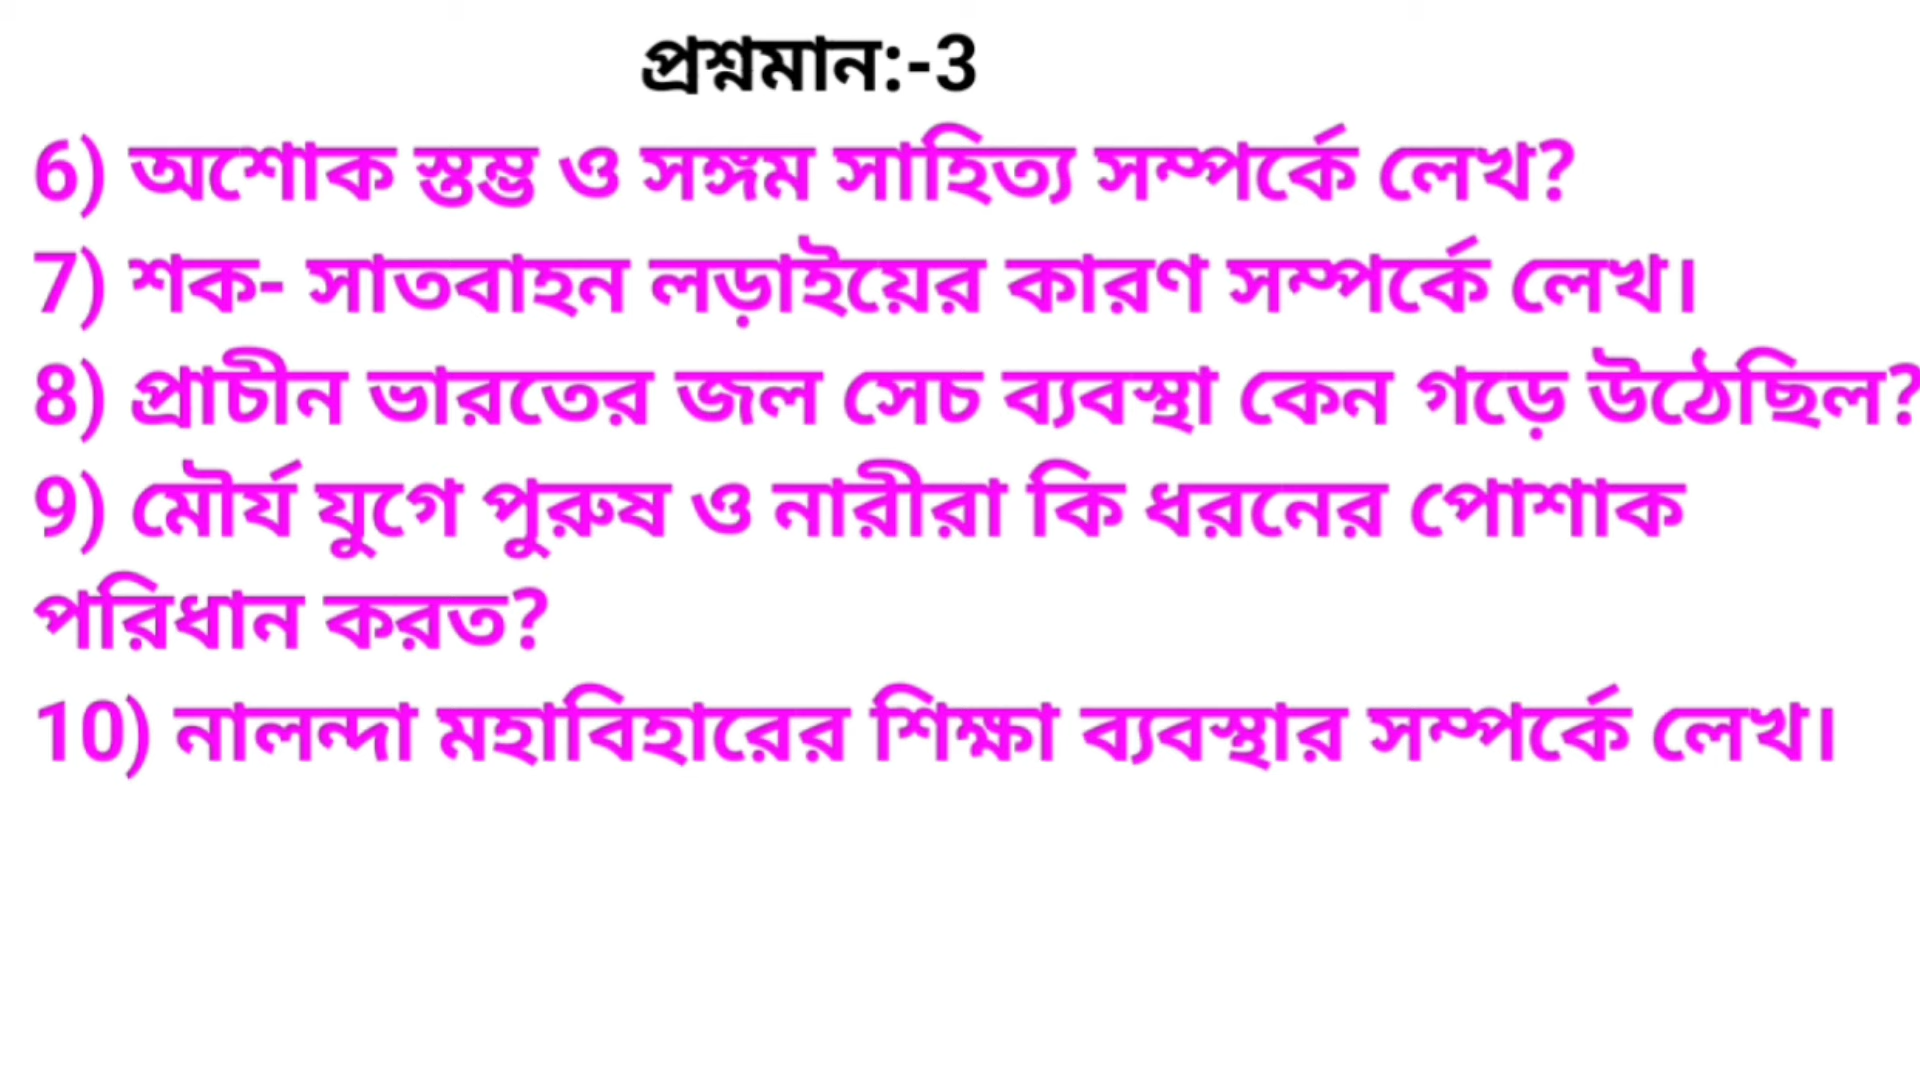 প্রশ্নমান:-3
6) অশোক স্তম্ভ ও সঙ্গম সাহিত্য সম্পর্কে লেখ?
7) শক- সাতবাহন লড়াইয়ের কারণ সম্পর্কে লেখ।
8) প্রাচীন ভারতের জল সেচ ব্যবস্থা কেন গড়ে উঠেছিল?
9) মৌর্য যুগে পুরুষ ও নারীরা কি ধরনের পোশাক
পরিধান করত?
10) নালন্দা মহাবিহারের শিক্ষা ব্যবস্থার সম্পর্কে লেখ।